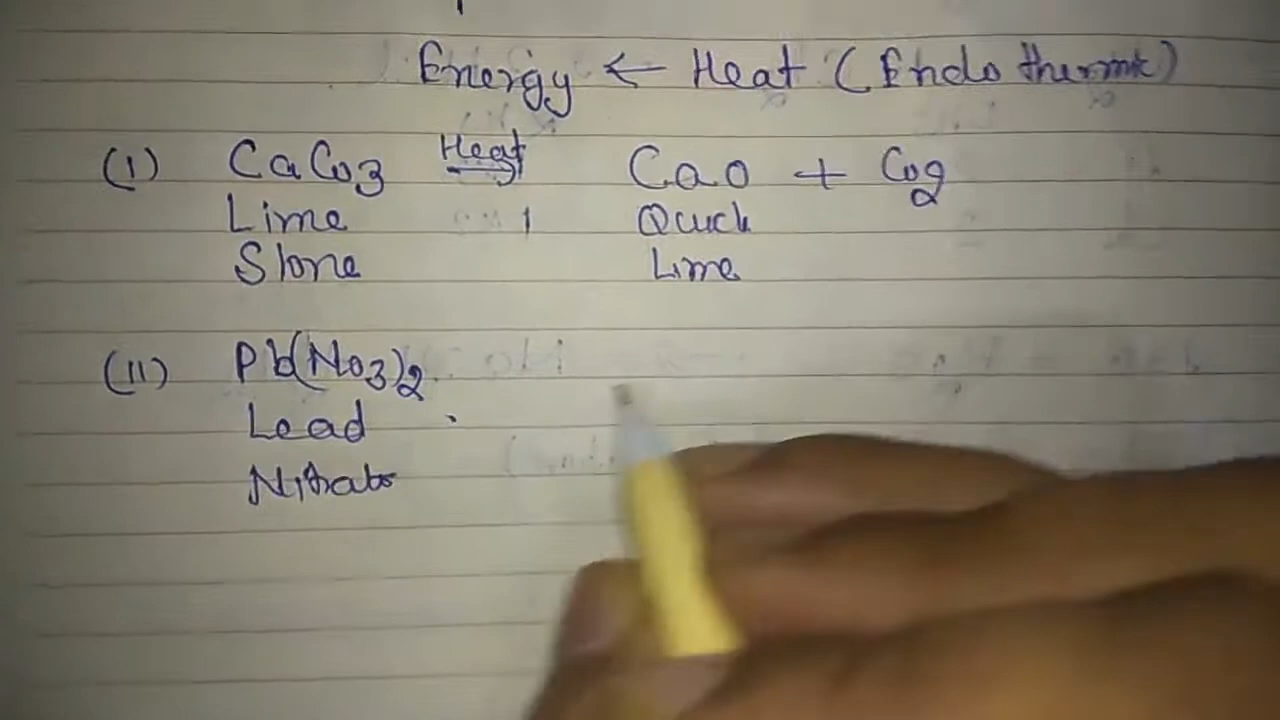 Energy ← Heat (Endo thermic)
(I) CaCo3 Heat→ CaO + Co2
Lime Quick
Stone Lime
(II) Pb(No3)2
Lead
Nitrate